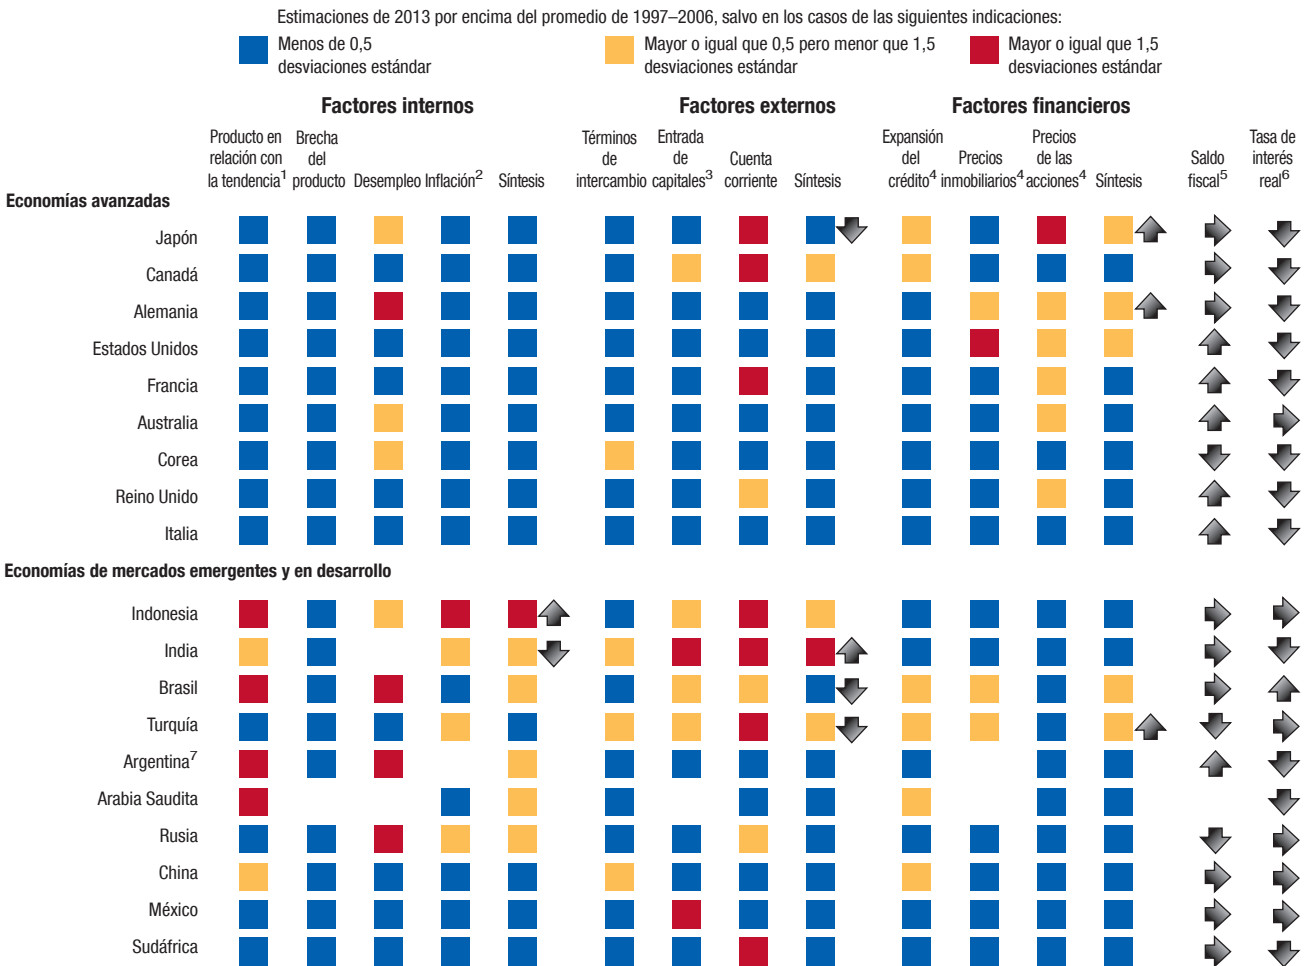 Estimaciones de 2013 por encima del promedio de 1997–2006, salvo en los casos de las siguientes indicaciones:
Menos de 0,5
desviaciones estándar
Mayor o igual que 0,5 pero menor que 1,5
desviaciones estándar
Mayor o igual que 1,5
desviaciones estándar
Factores internos
Factores externos
Factores financieros
Producto en
relación con
la tendencia1
Brecha
del
producto
Desempleo
Inflación2
Síntesis
Términos
de
intercambio
Entrada
de
capitales3
Cuenta
corriente
Síntesis
Expansión
del
crédito4
Precios
inmobiliarios4
Precios
de las
acciones4
Síntesis
Saldo
fiscal5
Tasa de
interés
real6
Economías avanzadas
Japón
Canadá
Alemania
Estados Unidos
Francia
Australia
Corea
Reino Unido
Italia
Economías de mercados emergentes y en desarrollo
Indonesia
India
Brasil
Turquía
Argentina7
Arabia Saudita
Rusia
China
México
Sudáfrica